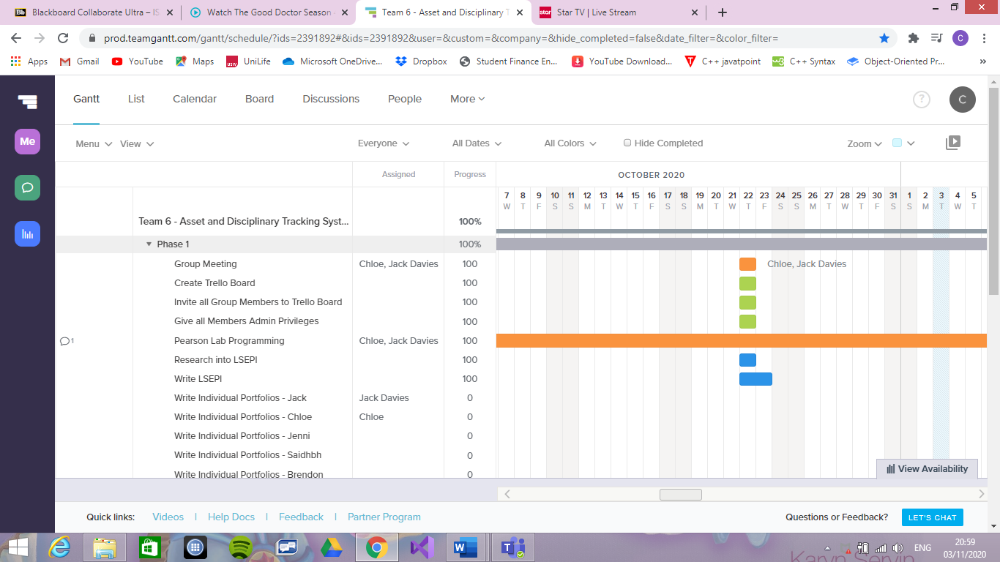 Blackboard Collaborate Ultra – IS
Watch The Good Doctor Season -
Team 6 - Asset and Disciplinary T
Star TV | Live Stream
prod.teamgantt.com/gantt/schedule/?ids=2391892#&ids=2391892&user=&custom=&company=&hide_completed=false&date_filter=&color_filter=
C
Apps Gmail YouTube Maps UniLife Microsoft OneDrive... Dropbox Student Finance En... YouTube Download... C++ javatpoint C++ Syntax Object-Oriented Pr... »
Gantt List Calendar Board Discussions People More ? C
Me
Menu View Everyone All Dates All Colors Hide Completed Zoom
Assigned Progress OCTOBER 2020
7 8 9 10 11 12 13 14 15 16 17 18 19 20 21 22 23 24 25 26 27 28 29 30 31 1 2 3 4 5
W T F S S M T W T F S S M T W T F S S M T W T F S S M T W T
Team 6 - Asset and Disciplinary Tracking Syst... 100%
Phase 1 100%
Group Meeting Chloe, Jack Davies 100 Chloe, Jack Davies
Create Trello Board 100
Invite all Group Members to Trello Board 100
Give all Members Admin Privileges 100
1 Pearson Lab Programming Chloe, Jack Davies 100
Research into LSEPI 100
Write LSEPI 100
Write Individual Portfolios - Jack Jack Davies 0
Write Individual Portfolios - Chloe Chloe 0
Write Individual Portfolios - Jenni 0
Write Individual Portfolios - Saidhbh 0
Write Individual Portfolios - Brendon 0
View Availability
Quick links: Videos | Help Docs | Feedback | Partner Program Questions or Feedback? LET'S CHAT
ENG
20:59
03/11/2020
Karyn Servin